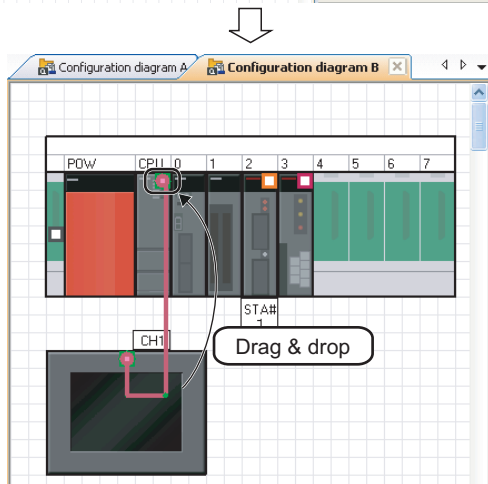 Configuration diagram A Configuration diagram B
POW CPU 0 1 2 3 4 5 6 7
STA#
1
CH1
Drag & drop